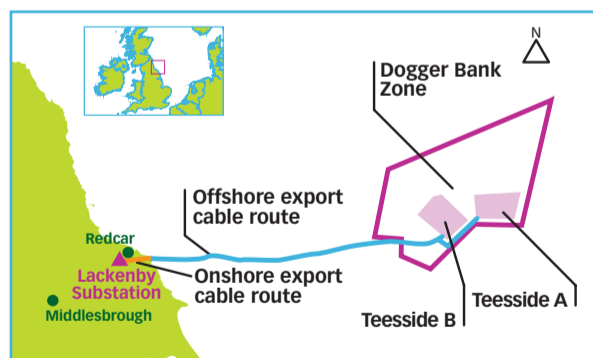 N
Dogger Bank
Zone
Offshore export
cable route
Redcar
Lackenby
Substation
Onshore export
cable route
Middlesbrough
Teesside B
Teesside A